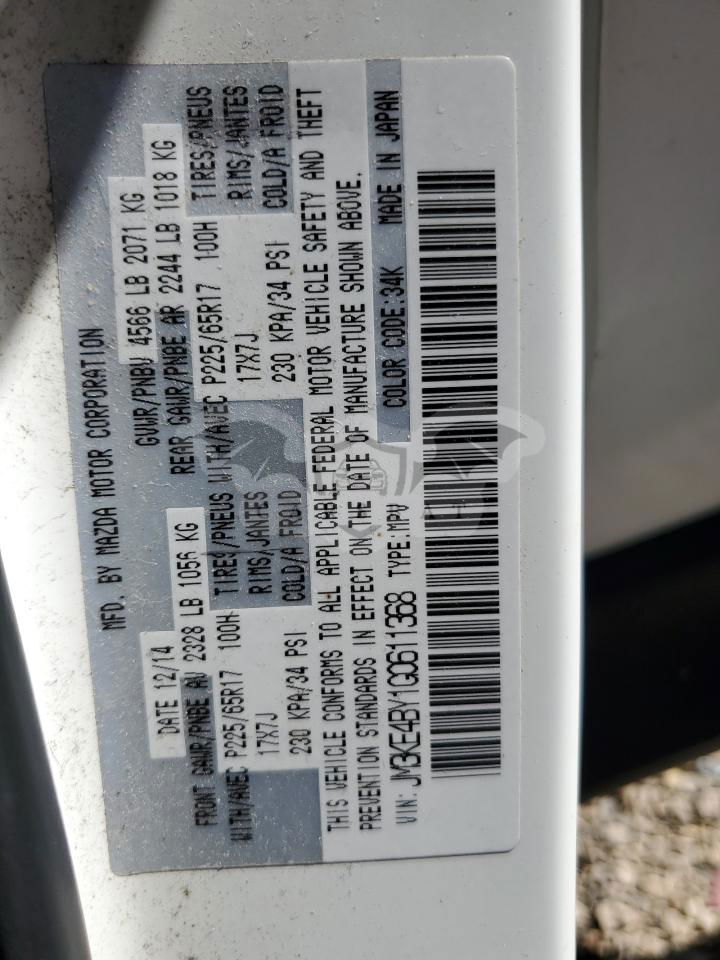 MFD. BY MAZDA MOTOR CORPORATION
DATE 12/14 GVWR/PNBV 4566 LB 2071 KG
FRONT GAWR/PNBE AV 2328 LB 1056 KG REAR GAWR/PNBE AR 2244 LB 1018 KG
WITH/AVEC P225/65R17 100H TIRES/PNEUS WITH/AVEC P225/65R17 100H TIRES/PNEUS
17X7J RIMS/JANTES 17X7J RIMS/JANTES
230 KPA/34 PSI COLD/A FROID 230 KPA/34 PSI COLD/A FROID
THIS VEHICLE CONFORMS TO ALL APPLICABLE FEDERAL MOTOR VEHICLE SAFETY AND THEFT
PREVENTION STANDARDS IN EFFECT ON THE DATE OF MANUFACTURE SHOWN ABOVE.
VIN: JM3KE4BY1G0611368 TYPE:MPV COLOR CODE:34K MADE IN JAPAN